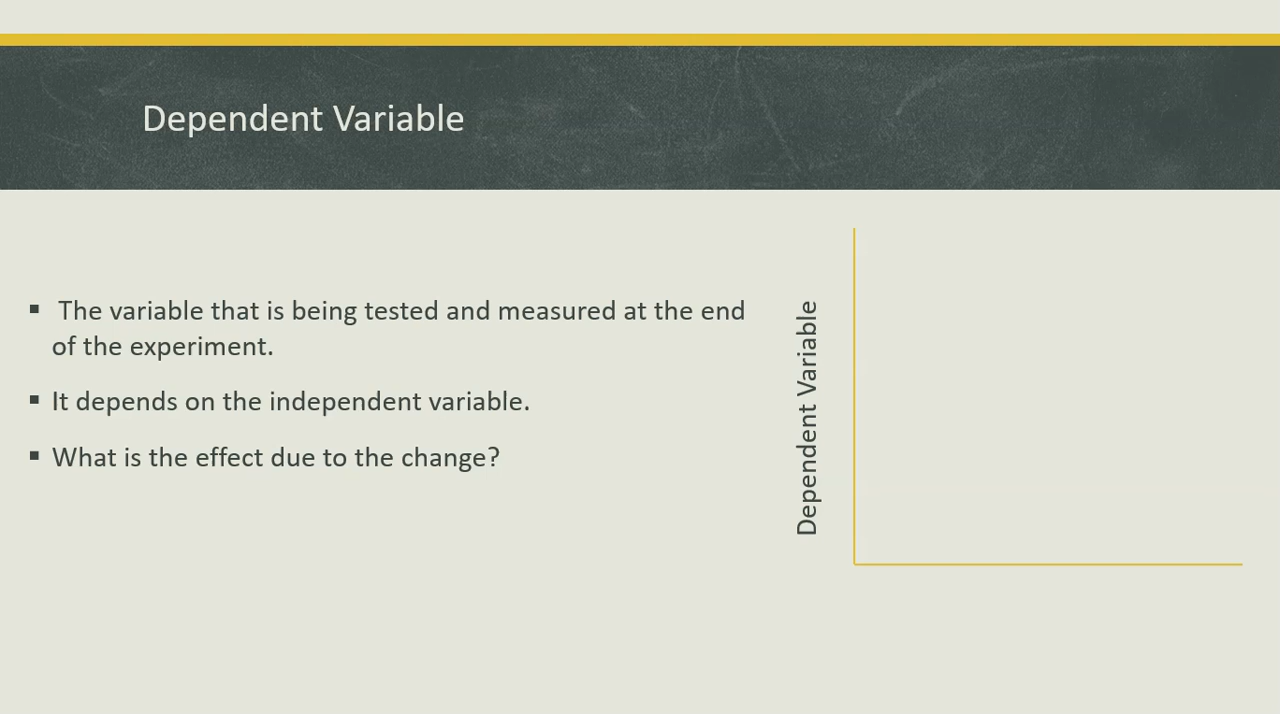 Dependent Variable
▪ The variable that is being tested and measured at the end
of the experiment.
▪ It depends on the independent variable.
▪ What is the effect due to the change?
Dependent Variable